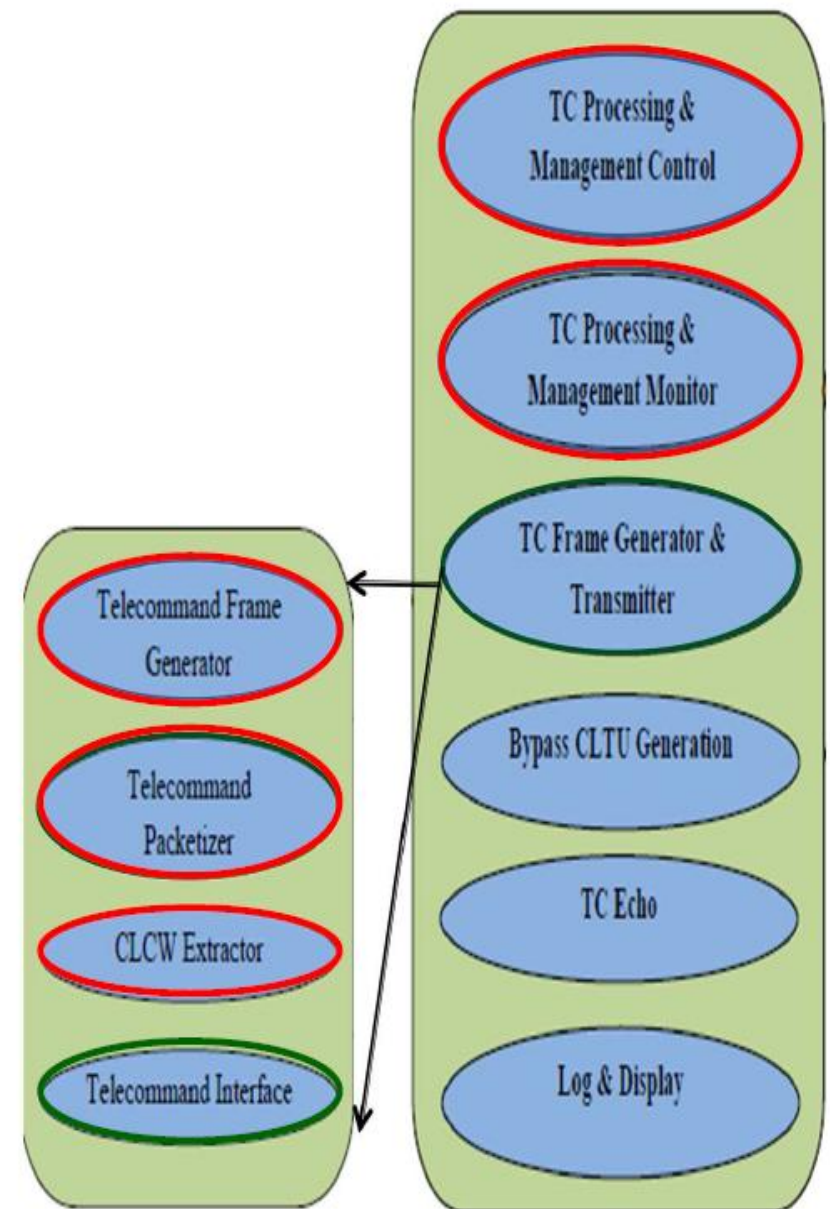 TC Processing &
Management Control
TC Processing &
Management Monitor
TC Frame Generator &
Transmitter
Bypass CLTU Generation
TC Echo
Log & Display
Telecommand Frame
Generator
Telecommand
Packetizer
CLCW Extractor
Telecommand Interface